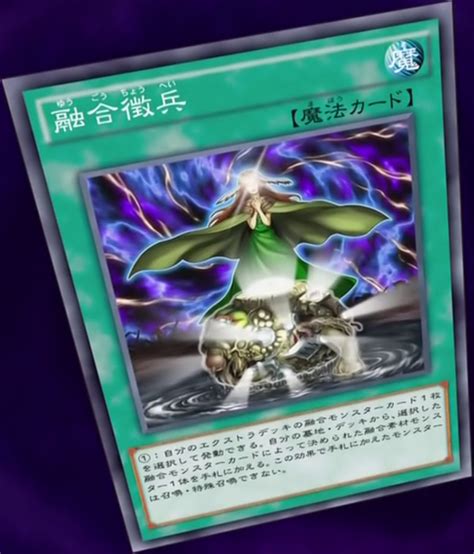 ゆう ごう ちょう へい
融合徴兵
魔
ま ほう
【魔法カード】
①:自分のエクストラデッキの融合モンスターカード1枚
を選択して発動できる。自分の墓地・デッキから、選択した
融合モンスターカードによって決められた融合素材モンス
ター1体を手札に加える。この効果で手札に加えたモンスター
は召喚・特殊召喚できない。